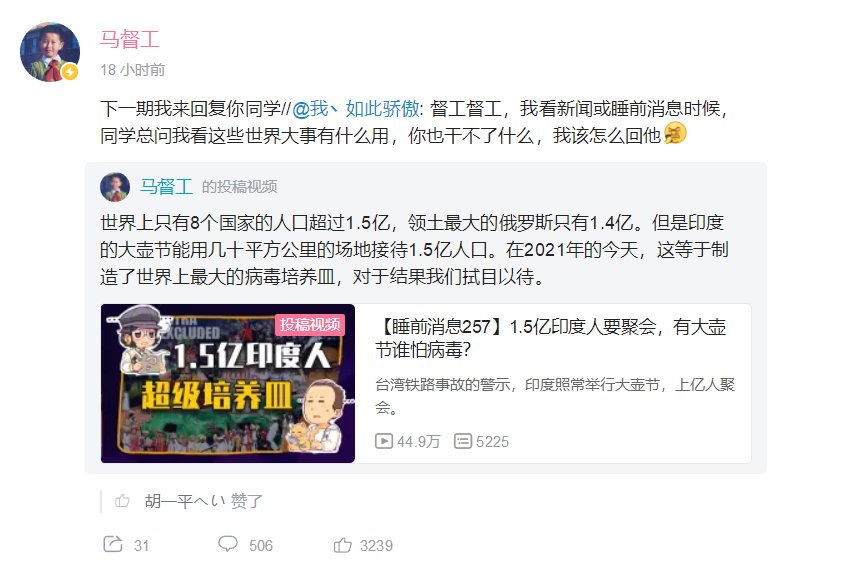 马督工
18 小时前
下一期我来回复你同学//@我丶如此骄傲: 督工督工，我看新闻或睡前消息时候，
同学总问我看这些世界大事有什么用，你也干不了什么，我该怎么回他
马督工 的投稿视频
世界上只有8个国家的人口超过1.5亿，领土最大的俄罗斯只有1.4亿。但是印度
的大壶节能用几十平方公里的场地接待1.5亿人口。在2021年的今天，这等于制
造了世界上最大的病毒培养皿，对于结果我们拭目以待。
投稿视频
EXCLUDED
1.5亿印度人
超级培养皿
【睡前消息257】1.5亿印度人要聚会，有大壶
节谁怕病毒？
台湾铁路事故的警示，印度照常举行大壶节，上亿人聚
会。
44.9万 5225
胡一平へい 赞了
31 506 3239